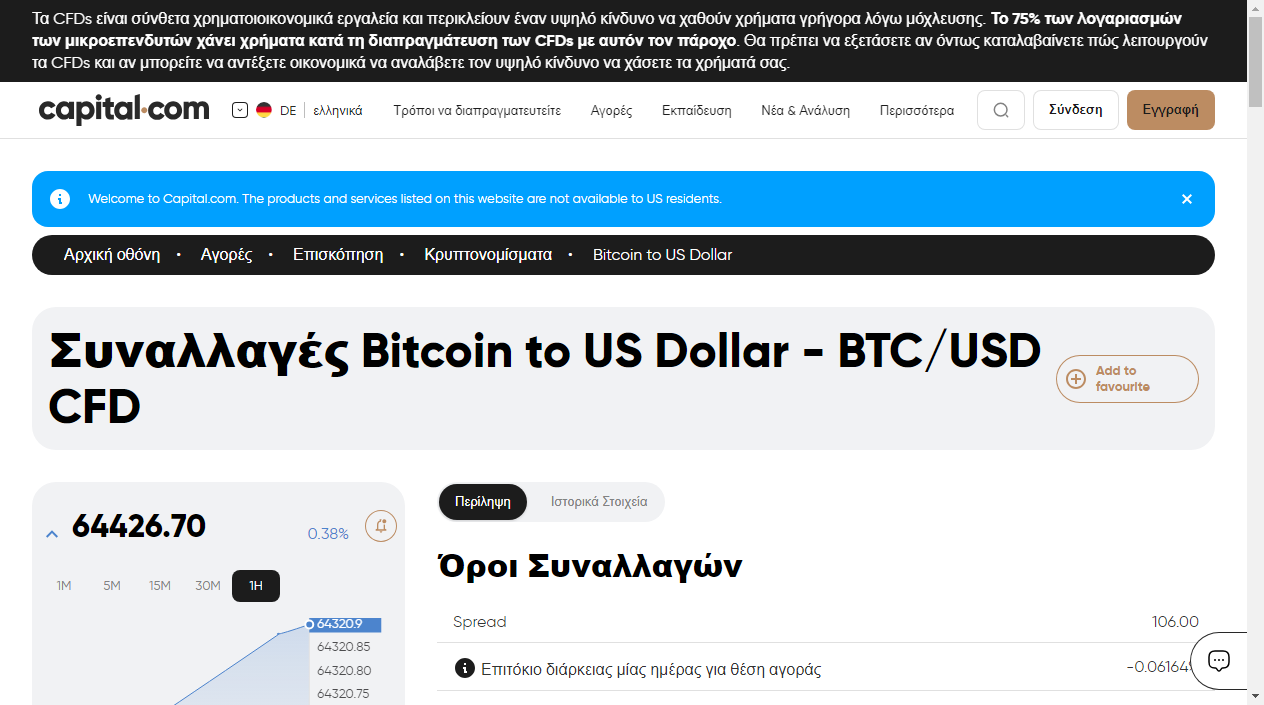 Τα CFDs είναι σύνθετα χρηματοιοικονομικά εργαλεία και περικλείουν έναν υψηλό κίνδυνο να χαθούν χρήματα γρήγορα λόγω μόχλευσης. Το 75% των λογαριασμών
των μικροεπενδυτών χάνει χρήματα κατά τη διαπραγμάτευση των CFDs με αυτόν τον πάροχο. Θα πρέπει να εξετάσετε αν όντως καταλαβαίνετε πώς λειτουργούν
τα CFDs και αν μπορείτε να αντέξετε οικονομικά να αναλάβετε τον υψηλό κίνδυνο να χάσετε τα χρήματά σας.
capital.com DE ελληνικά Τρόποι να διαπραγματευτείτε Αγορές Εκπαίδευση Νέα & Ανάλυση Περισσότερα Σύνδεση Εγγραφή
Welcome to Capital.com. The products and services listed on this website are not available to US residents.
Αρχική οθόνη • Αγορές • Επισκόπηση • Κρυπτονομίσματα • Bitcoin to US Dollar
Συναλλαγές Bitcoin to US Dollar - BTC/USD
CFD
Add to
favourite
64426.70 0.38%
1M 5M 15M 30M 1H
64320.9
64320.85
64320.80
64320.75
Περίληψη Ιστορικά Στοιχεία
Όροι Συναλλαγών
Spread 106.00
Επιτόκιο διάρκειας μίας ημέρας για θέση αγοράς